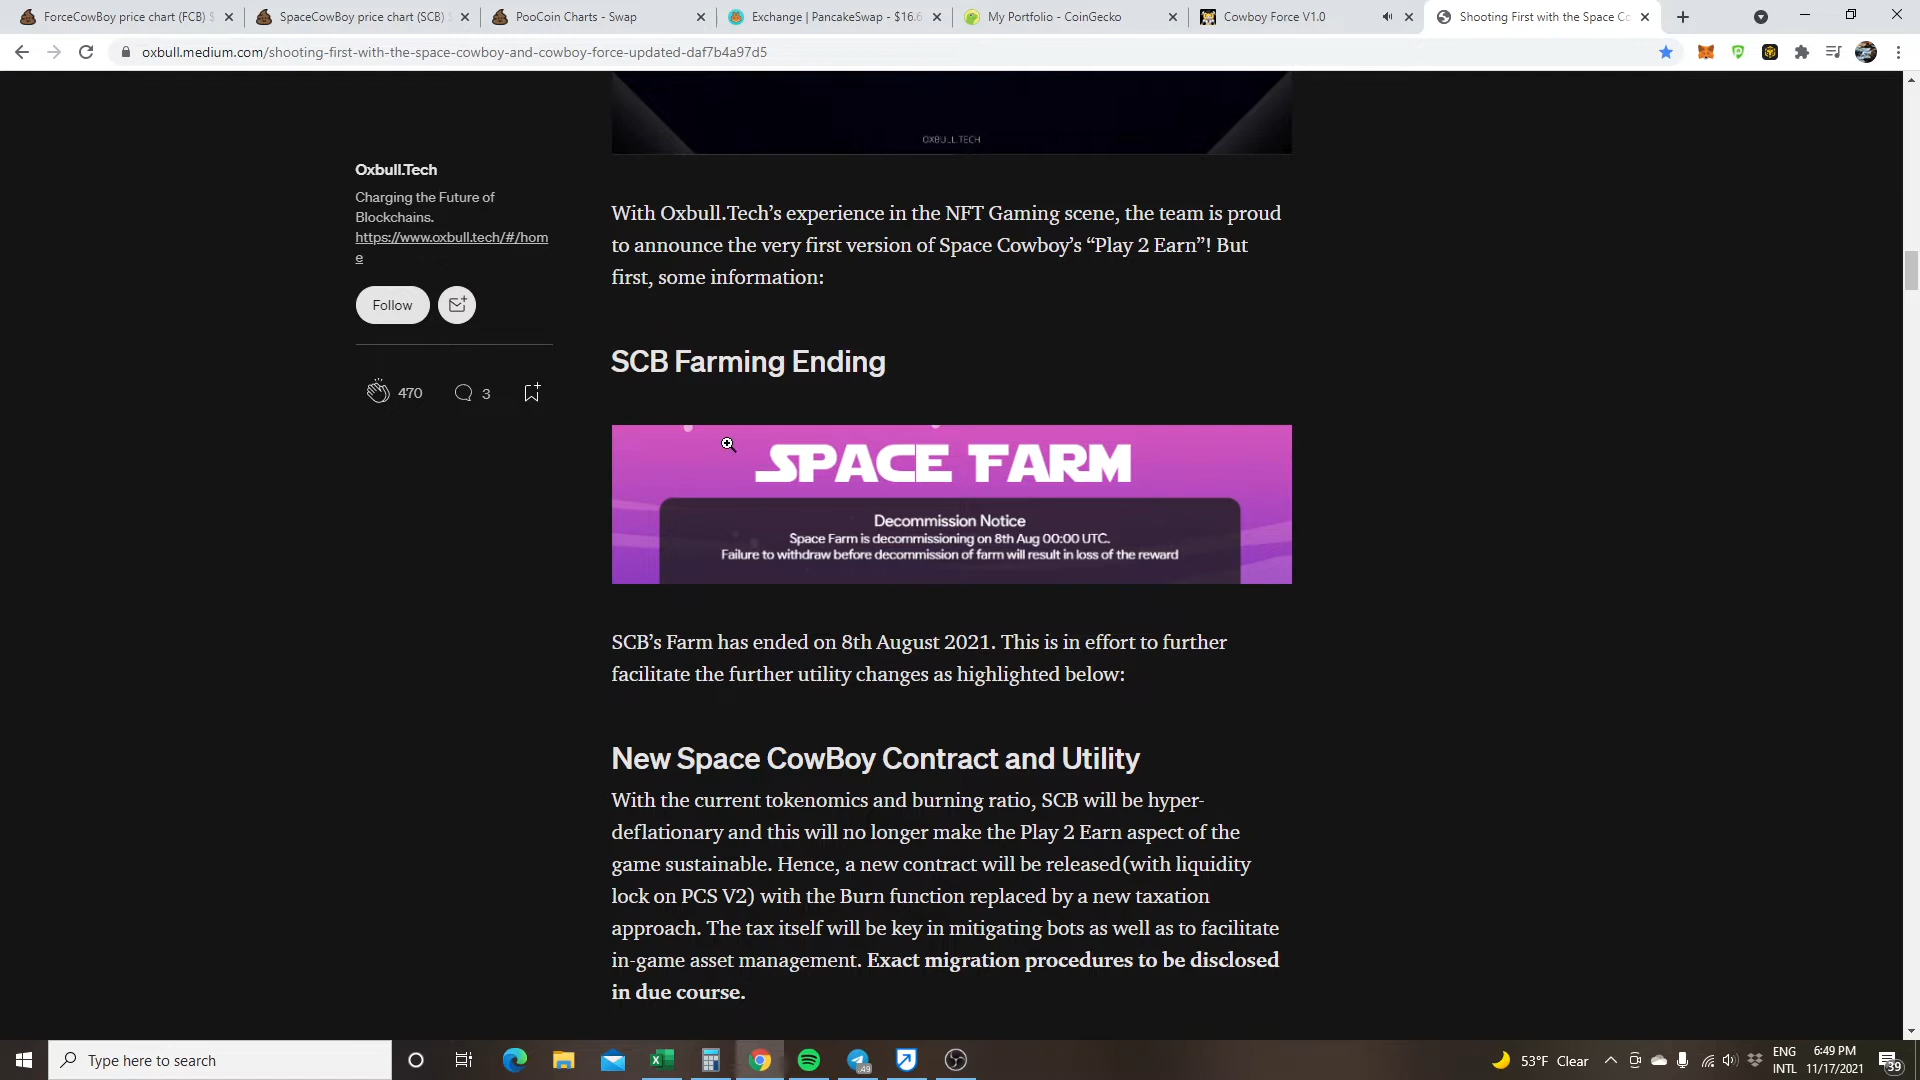 ForceCowBoy price chart (FCB) $
SpaceCowBoy price chart (SCB) $
PooCoin Charts - Swap
Exchange | PancakeSwap - $16.6
My Portfolio - CoinGecko
Cowboy Force V1.0
Shooting First with the Space Co
oxbull.medium.com/shooting-first-with-the-space-cowboy-and-cowboy-force-updated-daf7b4a97d5
OXBULL.TECH
Oxbull.Tech
Charging the Future of
Blockchains.
https://www.oxbull.tech/#/hom
e
Follow
470
3
With Oxbull.Tech’s experience in the NFT Gaming scene, the team is proud
to announce the very first version of Space Cowboy’s “Play 2 Earn”! But
first, some information:
SCB Farming Ending
SPACE FARM
Decommission Notice
Space Farm is decommissioning on 8th Aug 00:00 UTC.
Failure to withdraw before decommission of farm will result in loss of the reward
SCB’s Farm has ended on 8th August 2021. This is in effort to further
facilitate the further utility changes as highlighted below:
New Space CowBoy Contract and Utility
With the current tokenomics and burning ratio, SCB will be hyper-
deflationary and this will no longer make the Play 2 Earn aspect of the
game sustainable. Hence, a new contract will be released(with liquidity
lock on PCS V2) with the Burn function replaced by a new taxation
approach. The tax itself will be key in mitigating bots as well as to facilitate
in-game asset management. Exact migration procedures to be disclosed
in due course.
Type here to search
.49
53°F Clear
ENG
INTL
6:49 PM
11/17/2021
39